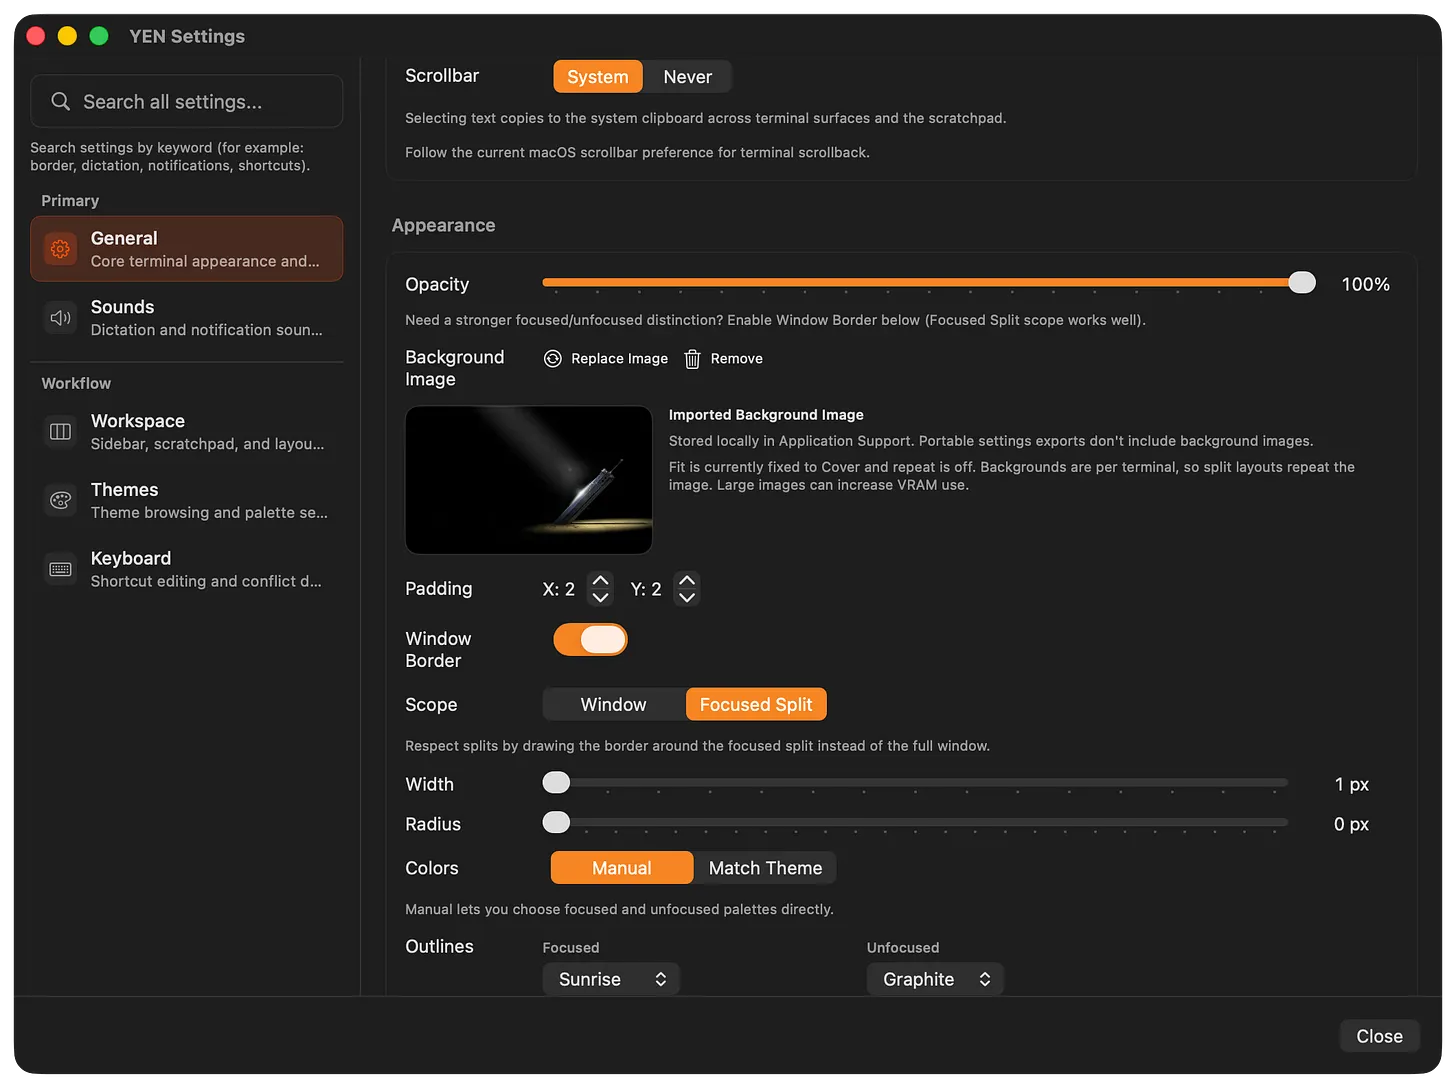 YEN Settings
Search all settings...
Search settings by keyword (for example:
border, dictation, notifications, shortcuts).
Primary
General
Core terminal appearance and...
Sounds
Dictation and notification soun...
Workflow
Workspace
Sidebar, scratchpad, and layou...
Themes
Theme browsing and palette se...
Keyboard
Shortcut editing and conflict d...
Scrollbar
System Never
Selecting text copies to the system clipboard across terminal surfaces and the scratchpad.
Follow the current macOS scrollbar preference for terminal scrollback.
Appearance
Opacity 100%
Need a stronger focused/unfocused distinction? Enable Window Border below (Focused Split scope works well).
Background
Image
Replace Image Remove
Imported Background Image
Stored locally in Application Support. Portable settings exports don't include background images.
Fit is currently fixed to Cover and repeat is off. Backgrounds are per terminal, so split layouts repeat the
image. Large images can increase VRAM use.
Padding X: 2 Y: 2
Window
Border
Scope Window Focused Split
Respect splits by drawing the border around the focused split instead of the full window.
Width 1 px
Radius 0 px
Colors Manual Match Theme
Manual lets you choose focused and unfocused palettes directly.
Outlines Focused Unfocused
Sunrise Graphite
Close